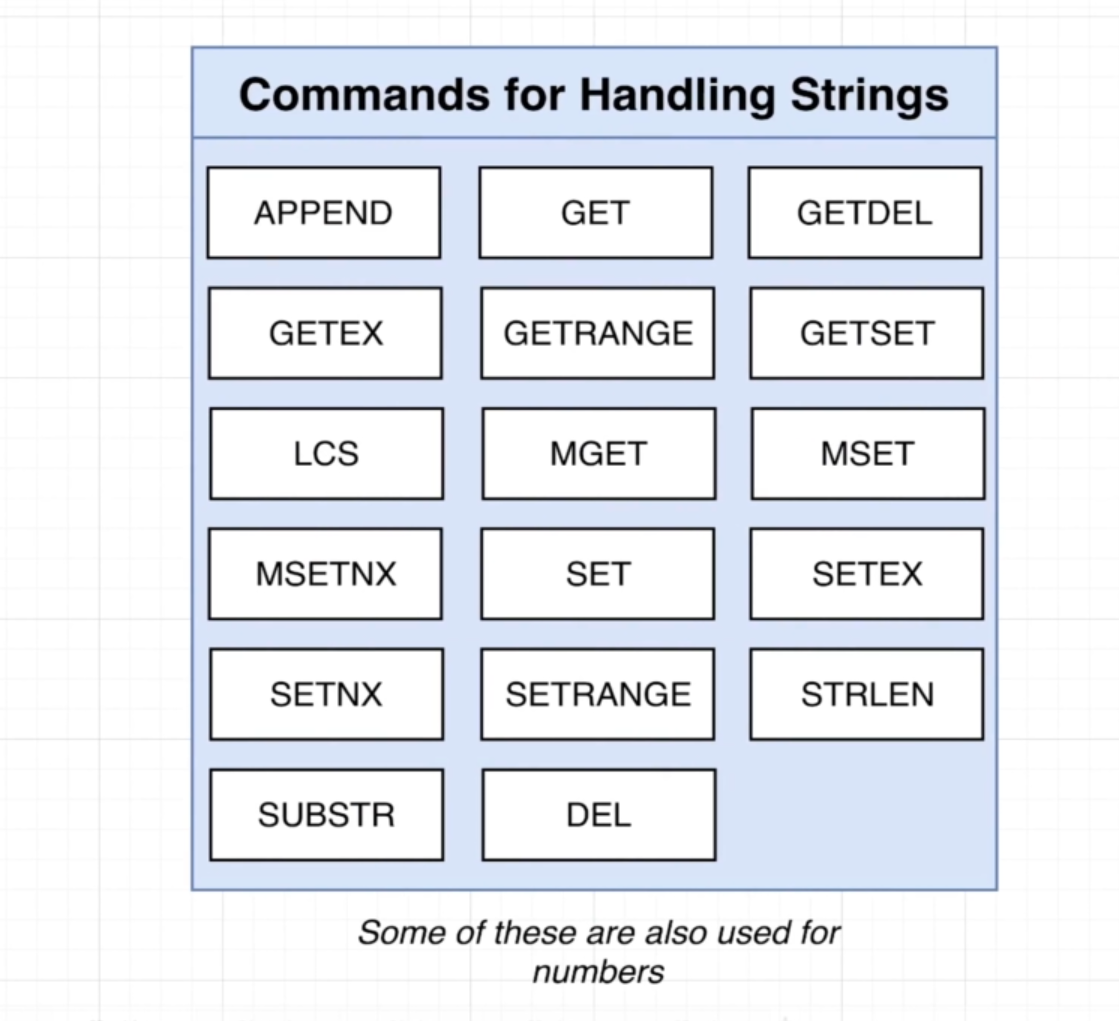 Commands for Handling Strings
APPEND
GET
GETDEL
GETEX
GETRANGE
GETSET
LCS
MGET
MSET
MSETNX
SET
SETEX
SETNX
SETRANGE
STRLEN
SUBSTR
DEL
Some of these are also used for
numbers